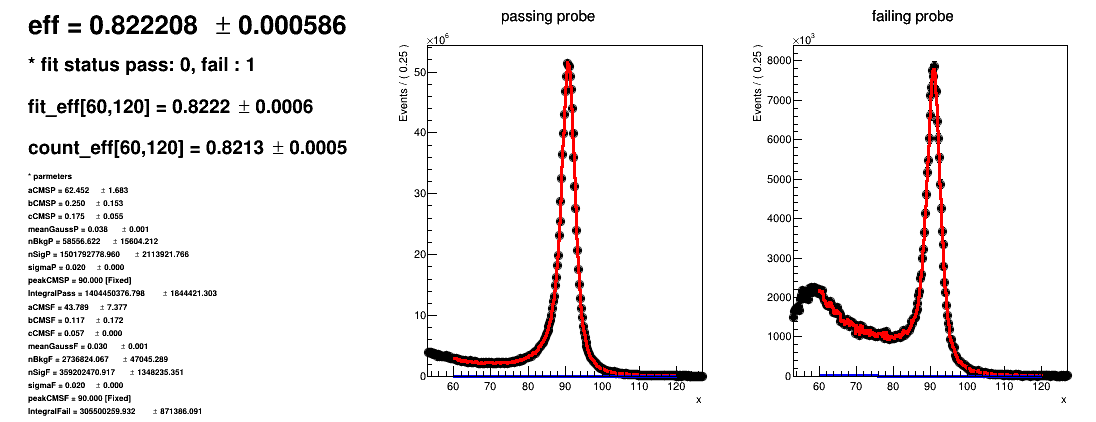 eff = 0.822208 ± 0.000586
* fit status pass: 0, fail : 1
fit_eff[60,120] = 0.8222 ± 0.0006
count_eff[60,120] = 0.8213 ± 0.0005
* parmeters
aCMSP = 62.452 ± 1.683
bCMSP = 0.250 ± 0.153
cCMSP = 0.175 ± 0.055
meanGaussP = 0.038 ± 0.001
nBkgP = 58556.622 ± 15604.212
nSigP = 1501792778.960 ± 2113921.766
sigmaP = 0.020 ± 0.000
peakCMSP = 90.000 [Fixed]
IntegralPass = 1404450376.798 ± 1844421.303
aCMSF = 43.789 ± 7.377
bCMSF = 0.117 ± 0.172
cCMSF = 0.057 ± 0.000
meanGaussF = 0.030 ± 0.001
nBkgF = 2736824.067 ± 47045.289
nSigF = 359202470.917 ± 1348235.351
sigmaF = 0.020 ± 0.000
peakCMSF = 90.000 [Fixed]
IntegralFail = 305500259.932 ± 871386.091
passing probe
×10⁶
Events / ( 0.25 )
50
40
30
20
10
0
60 70 80 90 100 110 120
x
failing probe
×10³
Events / ( 0.25 )
8000
7000
6000
5000
4000
3000
2000
1000
0
60 70 80 90 100 110 120
x